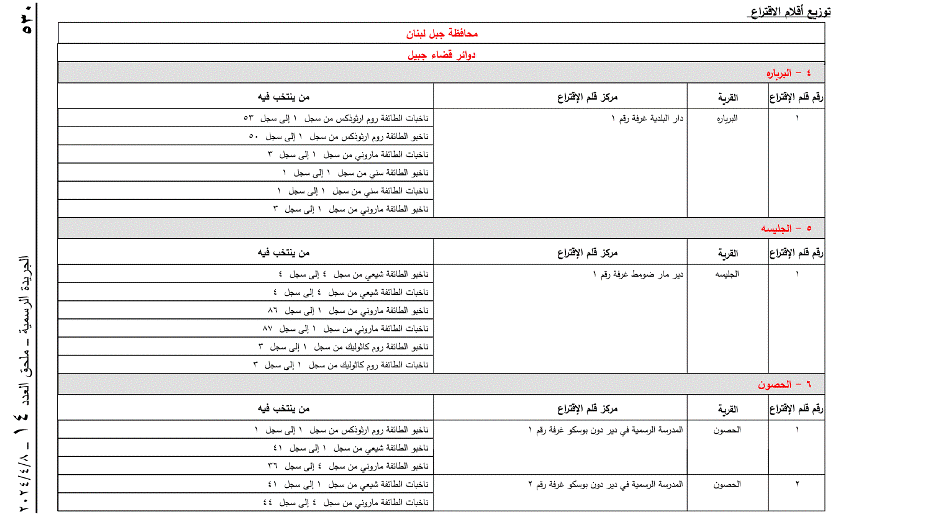 توزيع أقلام الإقتراع
محافظة جبل لبنان
دوائر قضاء جبيل
٤ - البرباره
رقم قلم الإقتراع القرية مركز قلم الإقتراع من ينتخب فيه
١ البرباره دار البلدية غرفة رقم ١ ناخبات الطائفة روم ارثوذكس من سجل ١ إلى سجل ٥٣
ناخبو الطائفة روم ارثوذكس من سجل ١ إلى سجل ٥٠
ناخبات الطائفة ماروني من سجل ١ إلى سجل ٣
ناخبو الطائفة سني من سجل ١ إلى سجل ١
ناخبات الطائفة سني من سجل ١ إلى سجل ١
ناخبو الطائفة ماروني من سجل ١ إلى سجل ٣
٥ - الجليسه
رقم قلم الإقتراع القرية مركز قلم الإقتراع من ينتخب فيه
١ الجليسه دير مار ضومط غرفة رقم ١ ناخبو الطائفة شيعي من سجل ٤ إلى سجل ٤
ناخبات الطائفة شيعي من سجل ٤ إلى سجل ٤
ناخبو الطائفة ماروني من سجل ١ إلى سجل ٨٦
ناخبات الطائفة ماروني من سجل ١ إلى سجل ٨٧
ناخبو الطائفة روم كاثوليك من سجل ١ إلى سجل ٣
ناخبات الطائفة روم كاثوليك من سجل ١ إلى سجل ٣
٦ - الحصون
رقم قلم الإقتراع القرية مركز قلم الإقتراع من ينتخب فيه
١ الحصون المدرسة الرسمية في دير دون بوسكو غرفة رقم ١ ناخبو الطائفة روم ارثوذكس من سجل ١ إلى سجل ١
ناخبو الطائفة شيعي من سجل ١ إلى سجل ٤١
ناخبو الطائفة ماروني من سجل ٤ إلى سجل ٣٦
٢ الحصون المدرسة الرسمية في دير دون بوسكو غرفة رقم ٢ ناخبات الطائفة شيعي من سجل ١ إلى سجل ٤١
ناخبات الطائفة ماروني من سجل ٤ إلى سجل ٤٤
٥٣٠
الجريدة الرسمية - ملحق العدد ١٤ - ٢٠٢٤/٤/٨